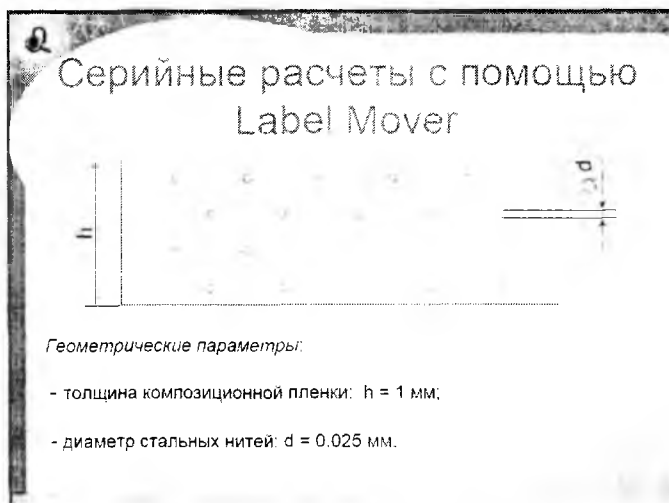 Серийные расчеты с помощью
Label Mover
h
d
Геометрические параметры:
- толщина композиционной пленки: h = 1 мм;
- диаметр стальных нитей: d = 0.025 мм.